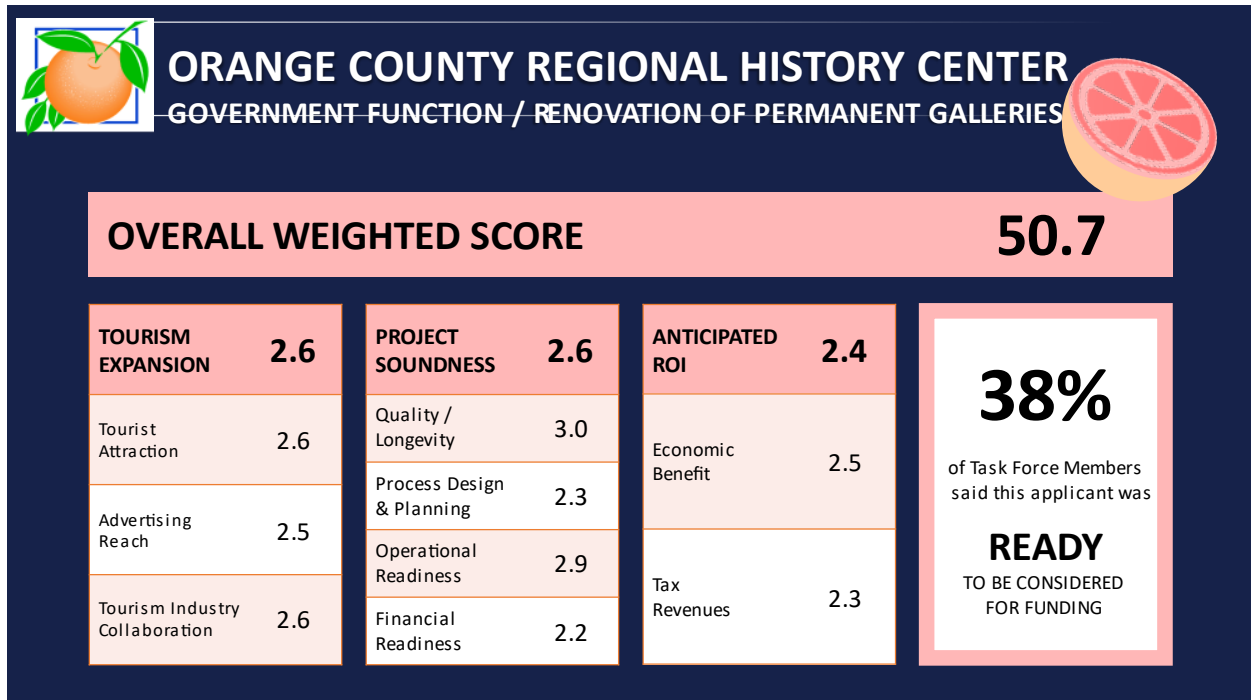 ORANGE COUNTY REGIONAL HISTORY CENTER
GOVERNMENT FUNCTION / RENOVATION OF PERMANENT GALLERIES
OVERALL WEIGHTED SCORE 50.7
TOURISM
EXPANSION
2.6
Tourist
Attraction
2.6
Advertising
Reach
2.5
Tourism Industry
Collaboration
2.6
PROJECT
SOUNDNESS
2.6
Quality /
Longevity
3.0
Process Design
& Planning
2.3
Operational
Readiness
2.9
Financial
Readiness
2.2
ANTICIPATED
ROI
2.4
Economic
Benefit
2.5
Tax
Revenues
2.3
38%
of Task Force Members
said this applicant was
READY
TO BE CONSIDERED
FOR FUNDING